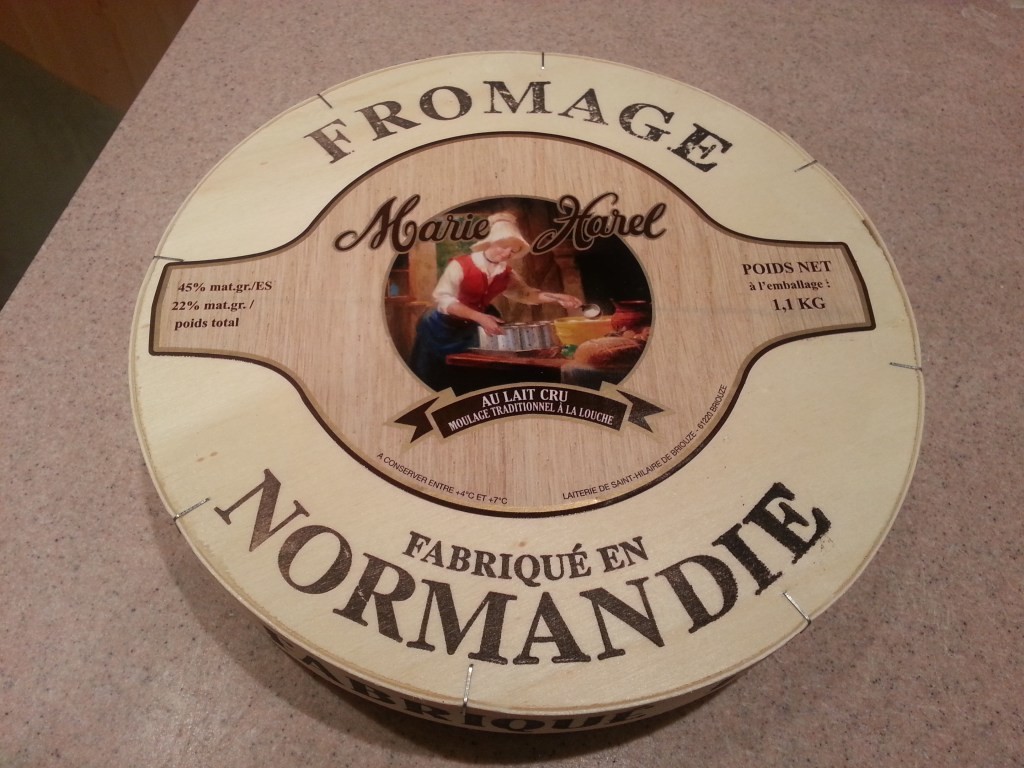 FROMAGE
Marie Harel
45% mat.gr./ES
22% mat.gr. /
poids total
POIDS NET
à l'emballage :
1,1 KG
AU LAIT CRU
MOULAGE TRADITIONNEL À LA LOUCHE
A CONSERVER ENTRE +4°C ET +7°C
LAITERIE DE SAINT-HILAIRE DE BRIOUZE - 61220 BRIOUZE
FABRIQUÉ EN
NORMANDIE
FABRIQUÉ